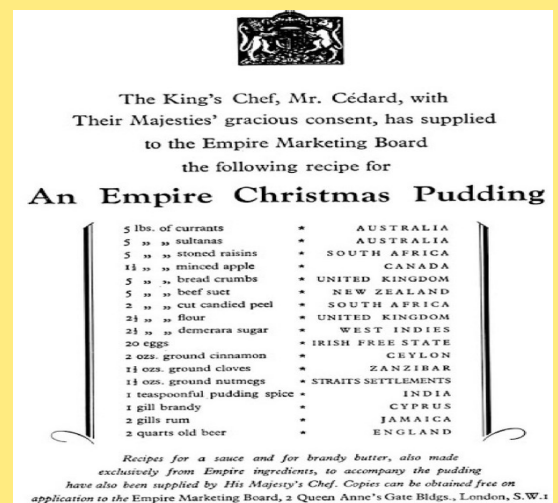 The King's Chef, Mr. Cédard, with
Their Majesties' gracious consent, has supplied
to the Empire Marketing Board
the following recipe for
An Empire Christmas Pudding
5 lbs. of currants * AUSTRALIA
5 „ „ sultanas * AUSTRALIA
5 „ „ stoned raisins * SOUTH AFRICA
1½ „ „ minced apple * CANADA
5 „ „ bread crumbs * UNITED KINGDOM
5 „ „ beef suet * NEW ZEALAND
2 „ „ cut candied peel * SOUTH AFRICA
2½ „ „ flour * UNITED KINGDOM
2½ „ „ demerara sugar * WEST INDIES
20 eggs * IRISH FREE STATE
2 ozs. ground cinnamon * CEYLON
1½ ozs. ground cloves * ZANZIBAR
1½ ozs. ground nutmegs * STRAITS SETTLEMENTS
1 teaspoonful pudding spice * INDIA
1 gill brandy * CYPRUS
2 gills rum * JAMAICA
2 quarts old beer * ENGLAND
Recipes for a sauce and for brandy butter, also made
exclusively from Empire ingredients, to accompany the pudding
have also been supplied by His Majesty's Chef. Copies can be obtained free on
application to the Empire Marketing Board, 2 Queen Anne's Gate Bldgs., London, S.W.1